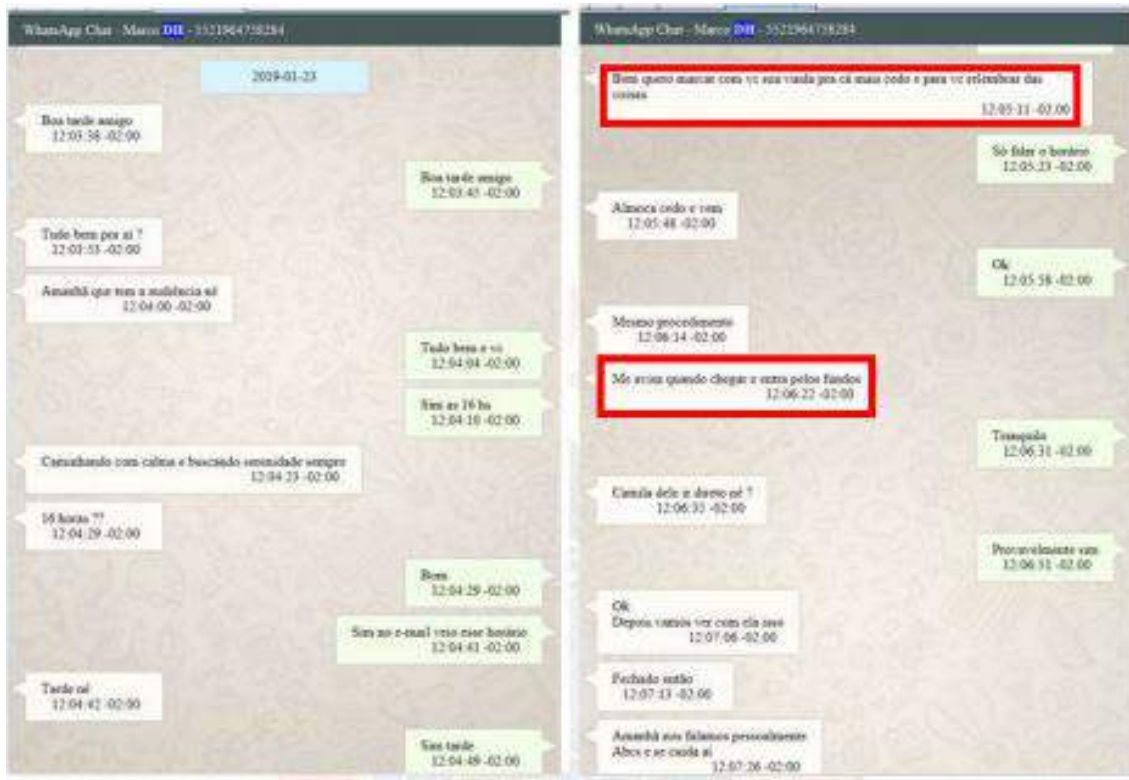 WhatsApp Chat - Marco DH - 5521964758284
2019-01-23
Boa tarde amigo
12:03:38 -02:00
Boa tarde amigo
12:03:45 -02:00
Tudo bem por aí ?
12:03:53 -02:00
Amanhã que tem a audiência né
12:04:00 -02:00
Tudo bem e vc
12:04:04 -02:00
Sim as 16 hs
12:04:10 -02:00
Caminhando com calma e buscando serenidade sempre
12:04:23 -02:00
16 horas ??
12:04:29 -02:00
Bom
12:04:29 -02:00
Sim no e-mail veio esse horário
12:04:41 -02:00
Tarde né
12:04:42 -02:00
Sim tarde
12:04:49 -02:00
WhatsApp Chat - Marco DH - 5521964758284
Bem quero marcar com vc sua vinda pra cá mais cedo e para vc relembrar das
coisas
12:05:11 -02:00
Só falar o horário
12:05:23 -02:00
Almoça cedo e vem
12:05:48 -02:00
Ok
12:05:58 -02:00
Mesmo procedimento
12:06:14 -02:00
Me avisa quando chegar e entra pelos fundos
12:06:22 -02:00
Tranquilo
12:06:31 -02:00
Camila dele ir direto né ?
12:06:33 -02:00
Provavelmente sim
12:06:51 -02:00
Ok
Depois vamos ver com ela isso
12:07:06 -02:00
Fechado então
12:07:13 -02:00
Amanhã nos falamos pessoalmente
Abcs e se cuida aí
12:07:26 -02:00